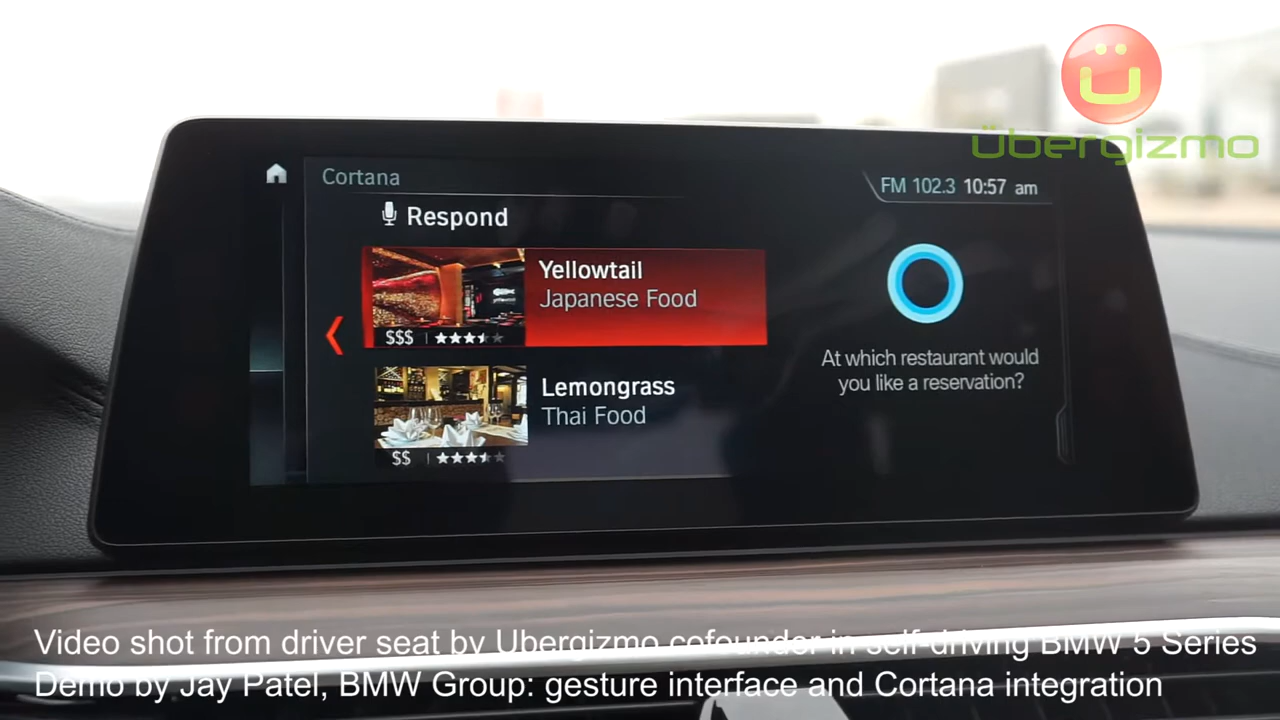 übergizmo
Cortana
FM 102.3 10:57 am
Respond
Yellowtail
Japanese Food
$$$
Lemongrass
Thai Food
$$
At which restaurant would
you like a reservation?
Video shot from driver seat by Ubergizmo cofounder in self-driving BMW 5 Series
Demo by Jay Patel, BMW Group: gesture interface and Cortana integration